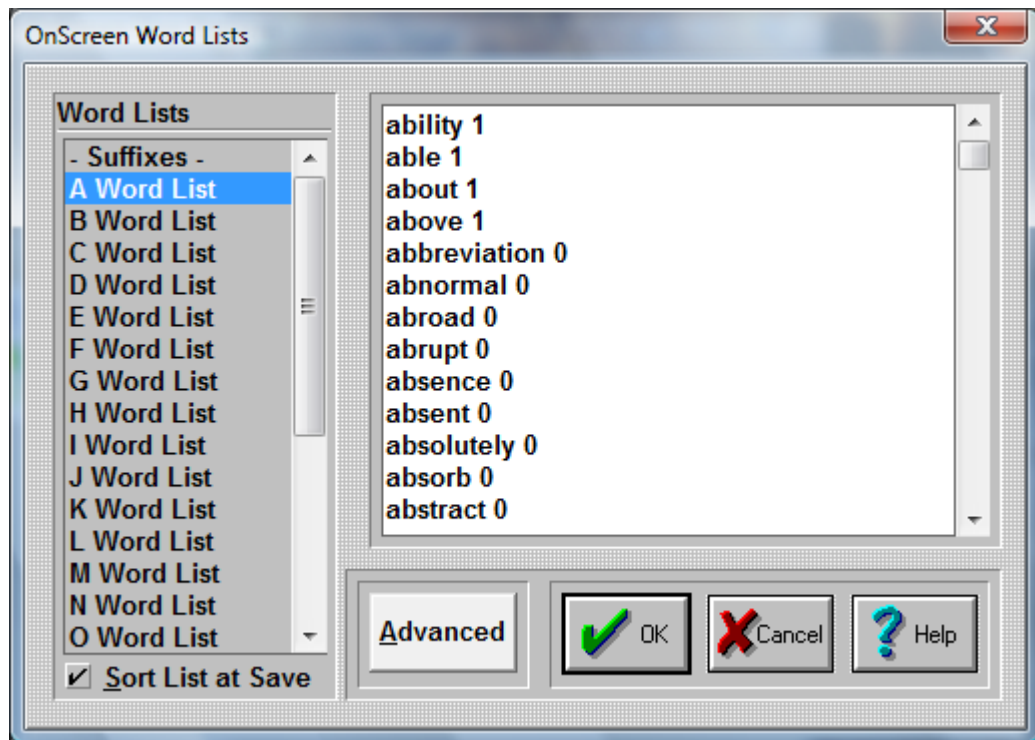 OnScreen Word Lists
Word Lists
- Suffixes -
A Word List
B Word List
C Word List
D Word List
E Word List
F Word List
G Word List
H Word List
I Word List
J Word List
K Word List
L Word List
M Word List
N Word List
O Word List
Sort List at Save
ability 1
able 1
about 1
above 1
abbreviation 0
abnormal 0
abroad 0
abrupt 0
absence 0
absent 0
absolutely 0
absorb 0
abstract 0
Advanced
OK
Cancel
Help